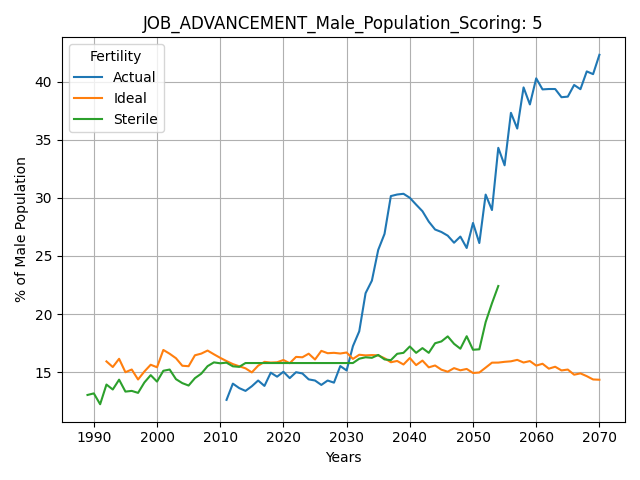 JOB_ADVANCEMENT_Male_Population_Scoring: 5
Fertility
Actual
Ideal
Sterile
% of Male Population
40
35
30
25
20
15
1990 2000 2010 2020 2030 2040 2050 2060 2070
Years